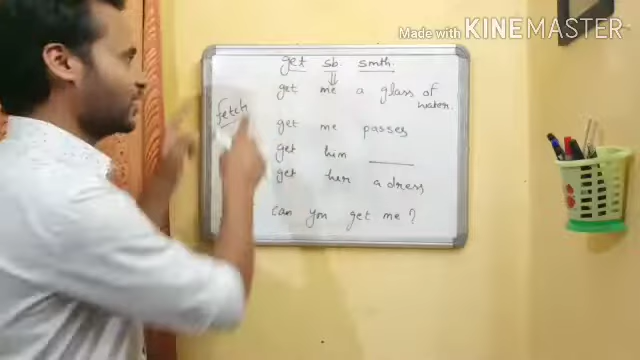 Made with KINEMASTER
get sb. smth.
get me a glass of water.
fetch
get me passes
get him
get her a dress
can you get me ?